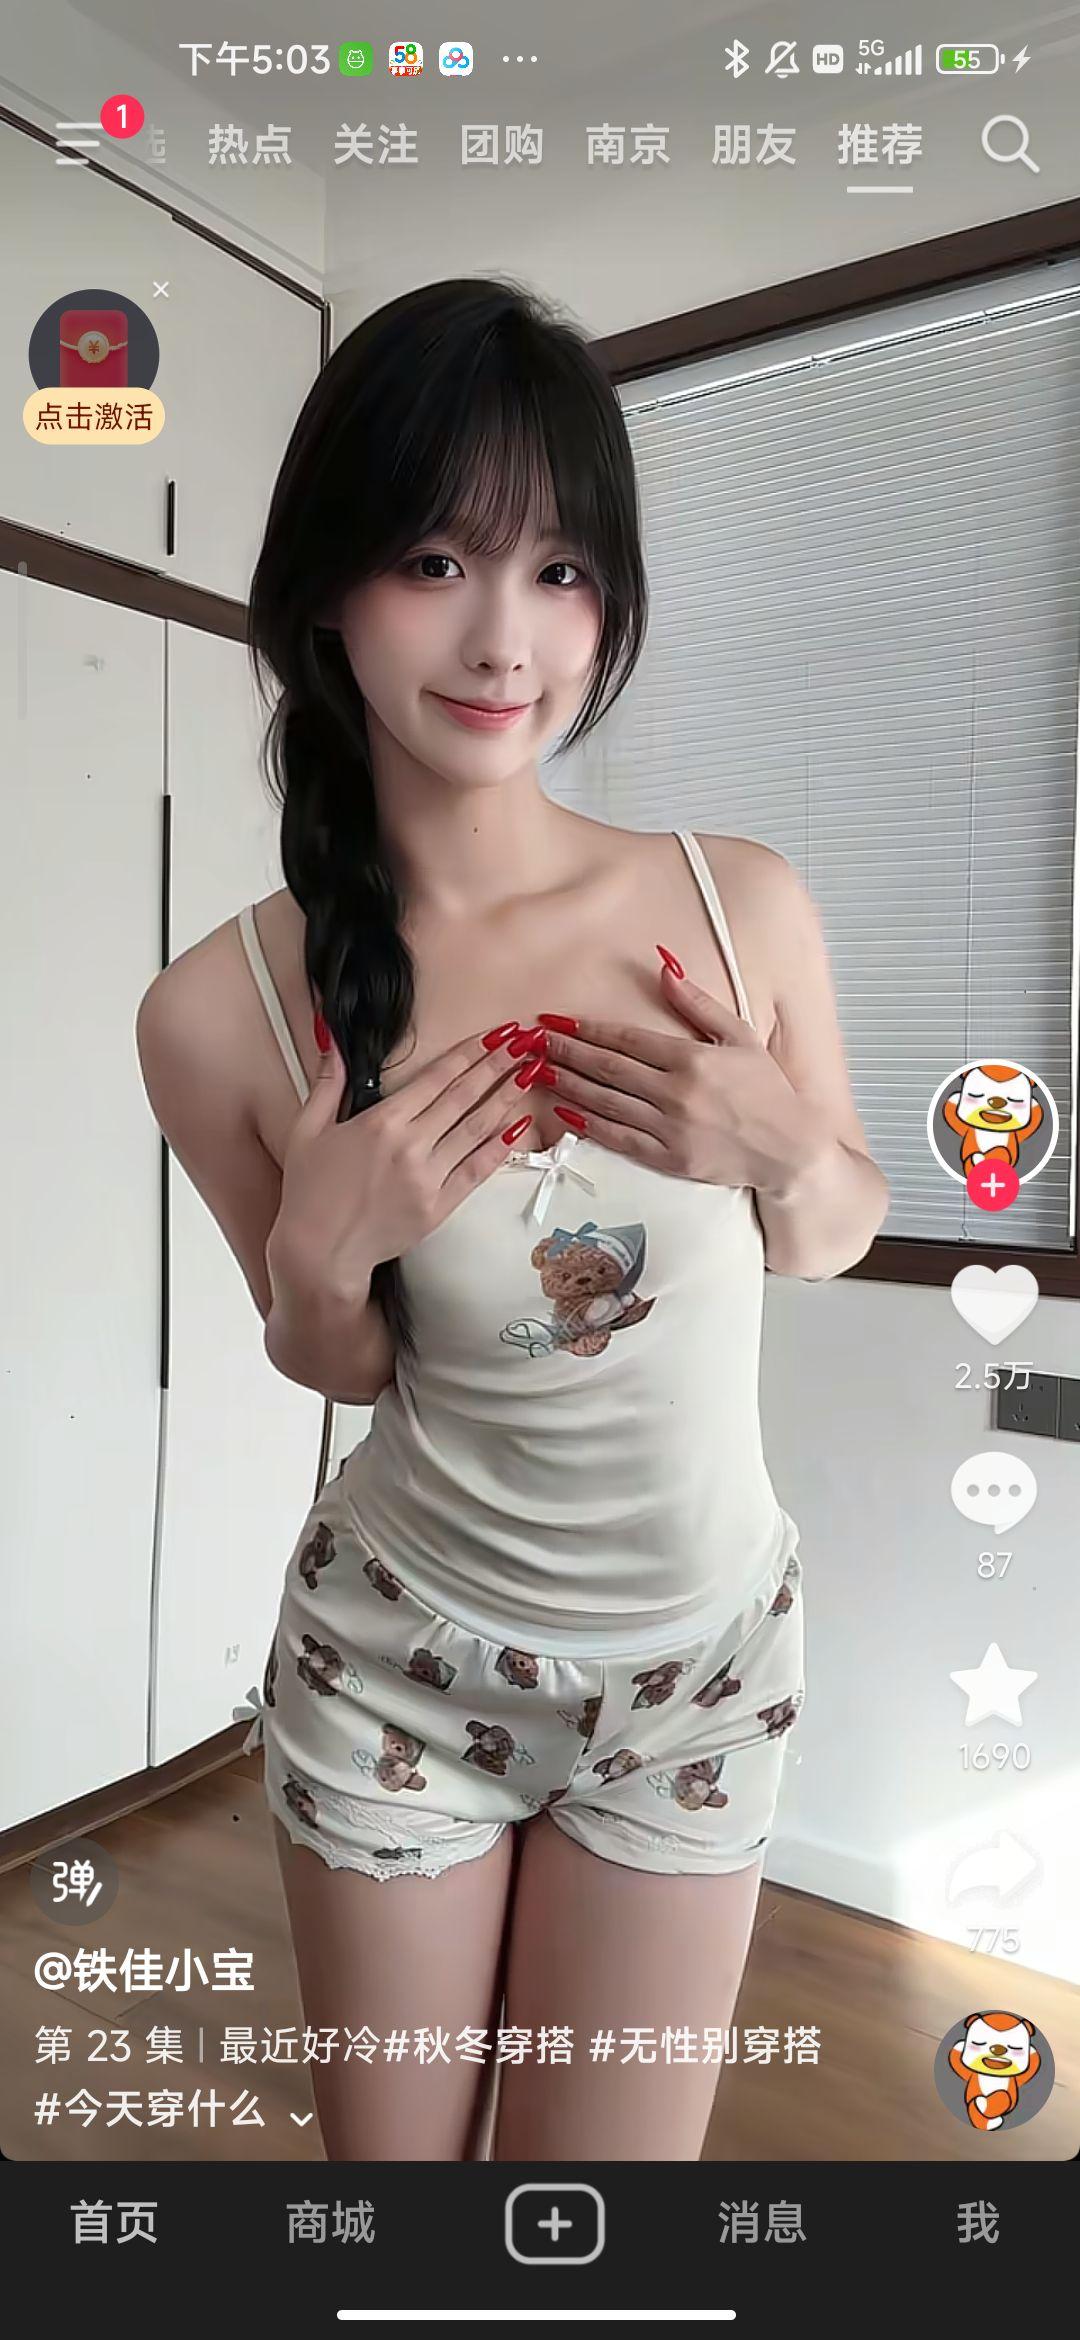 下午5:03
58
HD
5G
55
1
热点 关注 团购 南京 朋友 推荐
点击激活
2.5万
87
1690
775
弹
@铁佳小宝
第 23 集 | 最近好冷#秋冬穿搭 #无性别穿搭
#今天穿什么
首页 商城 消息 我